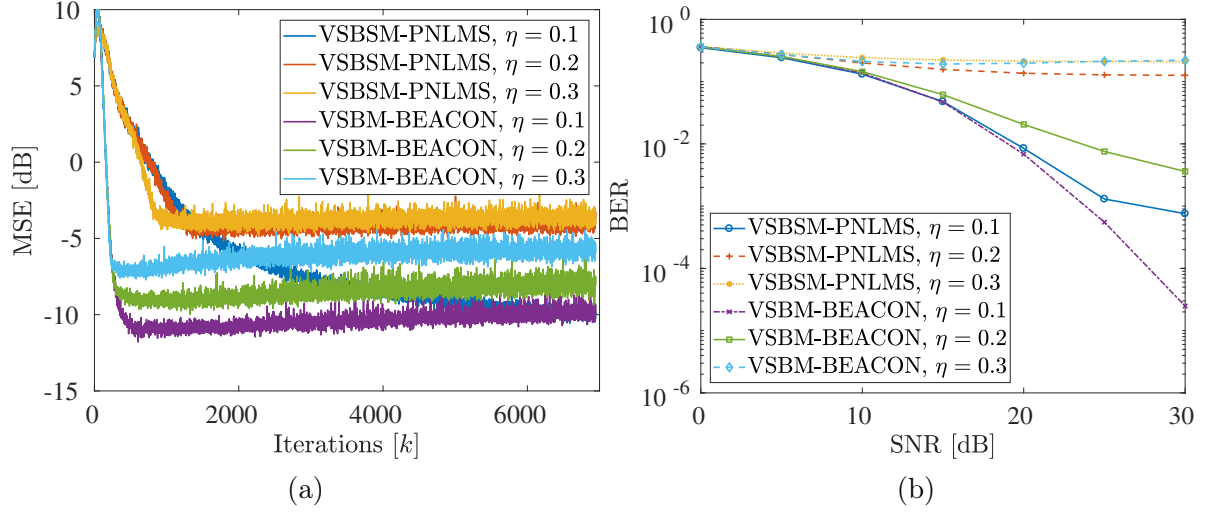 10
5
0
-5
-10
-15
MSE [dB]
0
2000
4000
6000
Iterations [k]
VSBSM-PNLMS, η = 0.1
VSBSM-PNLMS, η = 0.2
VSBSM-PNLMS, η = 0.3
VSBM-BEACON, η = 0.1
VSBM-BEACON, η = 0.2
VSBM-BEACON, η = 0.3
(a)
10⁰
10⁻²
10⁻⁴
10⁻⁶
BER
0
10
20
30
SNR [dB]
VSBSM-PNLMS, η = 0.1
VSBSM-PNLMS, η = 0.2
VSBSM-PNLMS, η = 0.3
VSBM-BEACON, η = 0.1
VSBM-BEACON, η = 0.2
VSBM-BEACON, η = 0.3
(b)